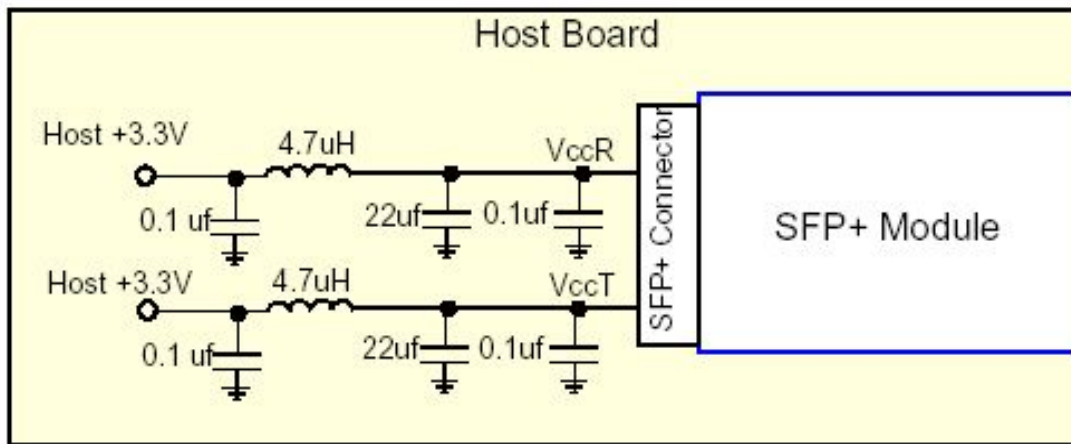 Host Board
Host +3.3V
4.7uH
VccR
0.1 uf
22uf
0.1uf
SFP+ Connector
SFP+ Module
Host +3.3V
4.7uH
VccT
0.1 uf
22uf
0.1uf